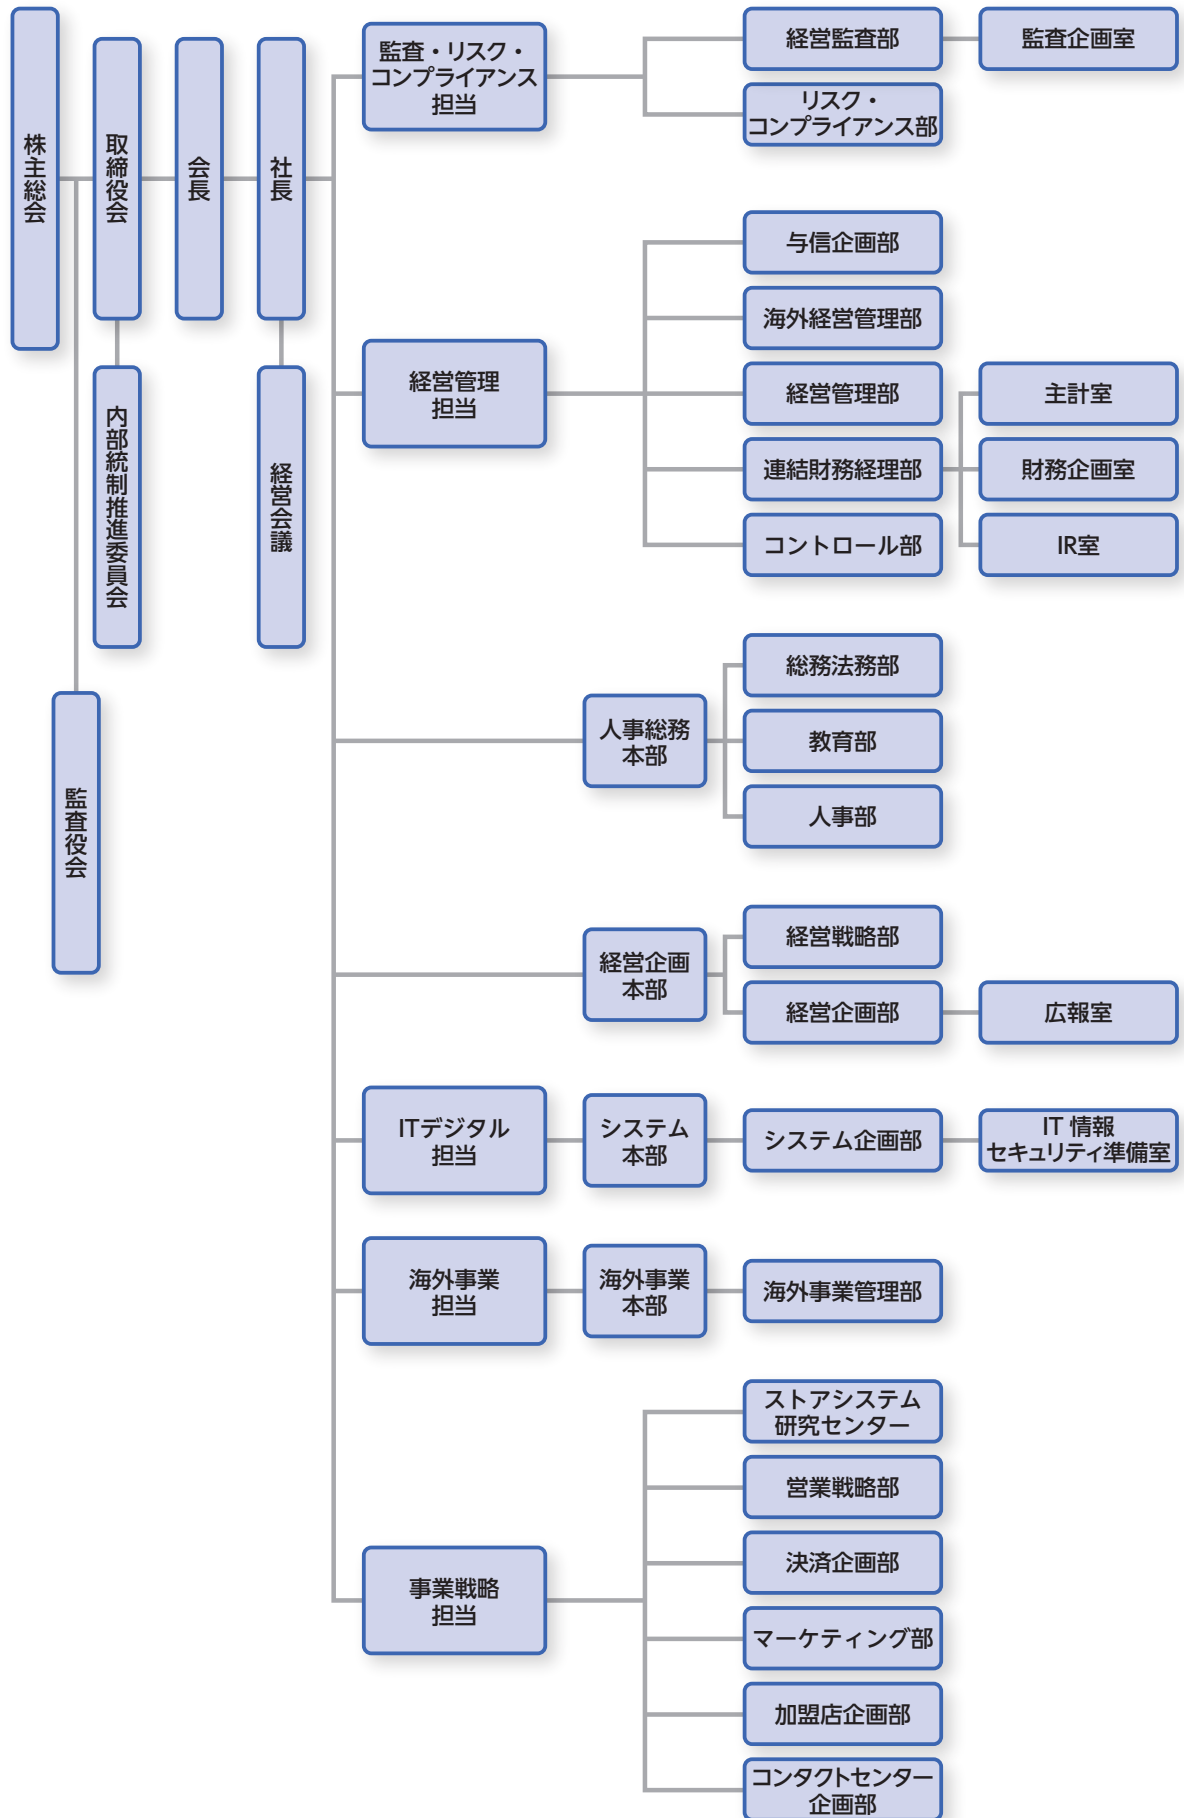 株主総会
取締役会
会長
社長
内部統制推進委員会
経営会議
監査役会
監査・リスク・
コンプライアンス
担当
経営監査部
監査企画室
リスク・
コンプライアンス部
経営管理
担当
与信企画部
海外経営管理部
経営管理部
連結財務経理部
コントロール部
主計室
財務企画室
IR室
人事総務
本部
総務法務部
教育部
人事部
経営企画
本部
経営戦略部
経営企画部
広報室
ITデジタル
担当
システム
本部
システム企画部
IT 情報
セキュリティ準備室
海外事業
担当
海外事業
本部
海外事業管理部
事業戦略
担当
ストアシステム
研究センター
営業戦略部
決済企画部
マーケティング部
加盟店企画部
コンタクトセンター
企画部